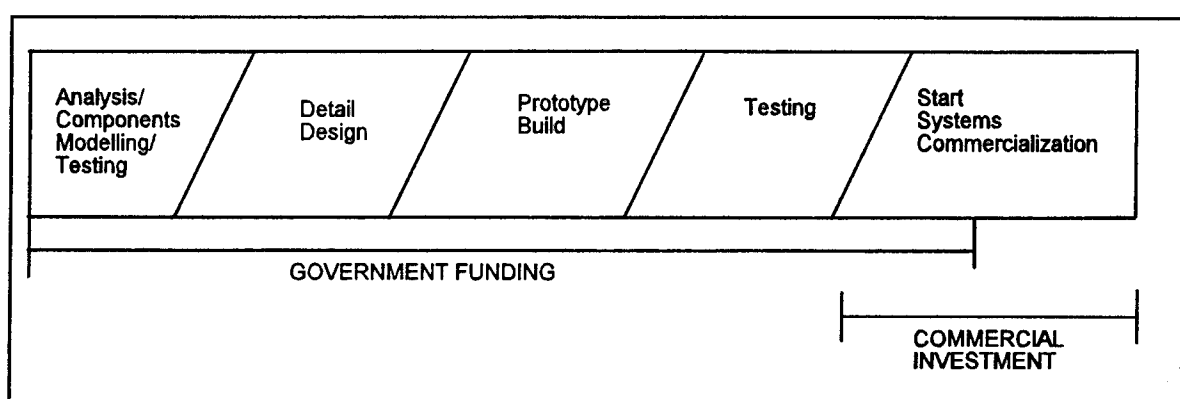 Analysis/
Components
Modelling/
Testing
Detail
Design
Prototype
Build
Testing
Start
Systems
Commercialization
GOVERNMENT FUNDING
COMMERCIAL
INVESTMENT